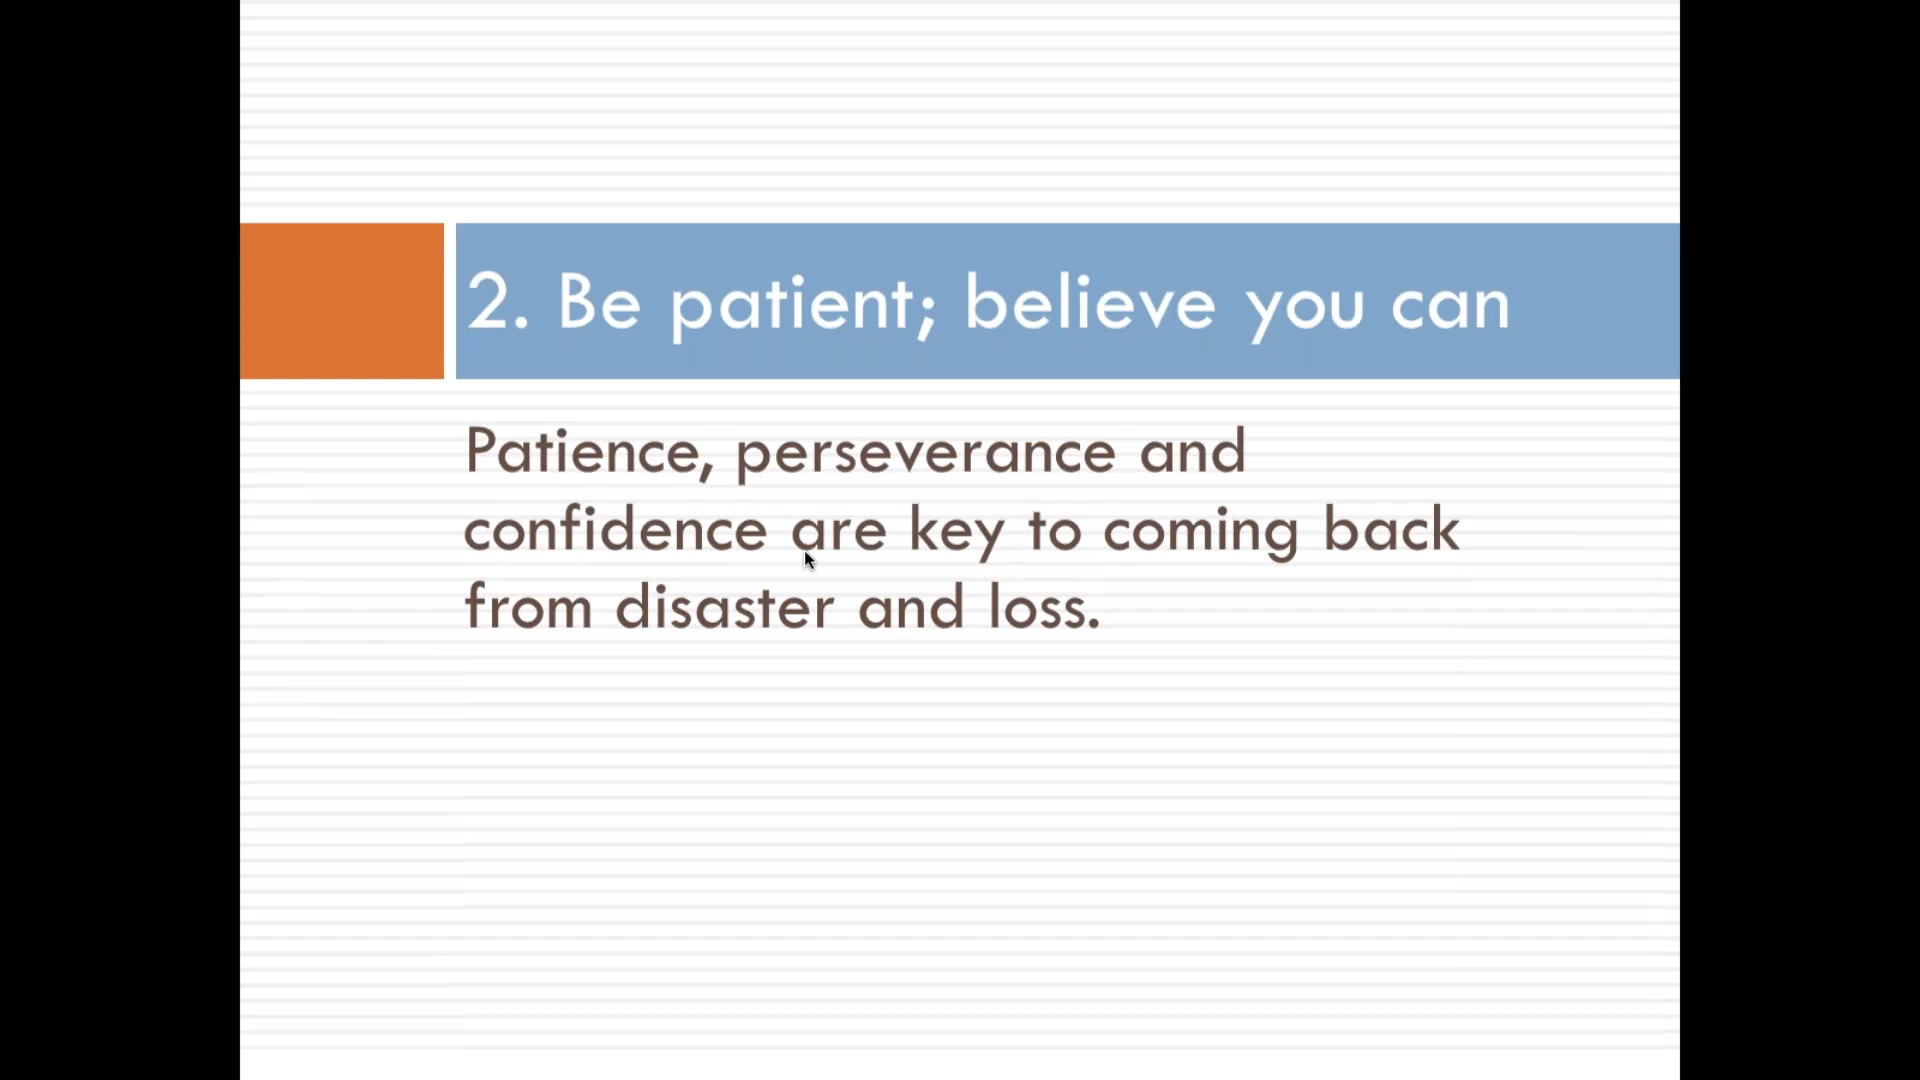 2. Be patient; believe you can
Patience, perseverance and
confidence are key to coming back
from disaster and loss.